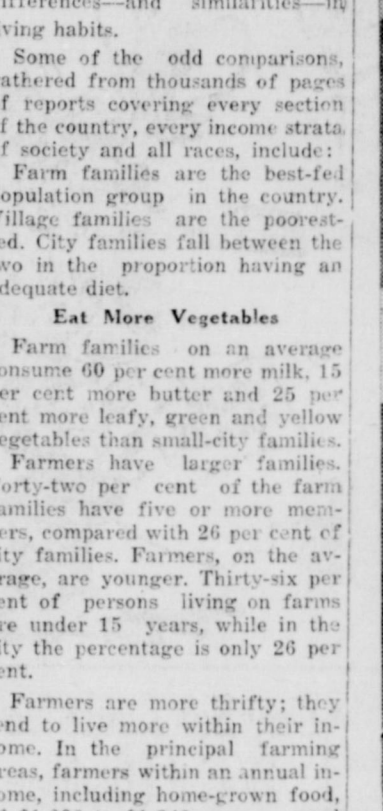 ifferences—and similarities—in
ving habits.
Some of the odd comparisons,
athered from thousands of pages
f reports covering every section
f the country, every income strata
f society and all races, include:
Farm families are the best-fed
opulation group in the country.
illage families are the poorest-
ed. City families fall between the
wo in the proportion having an
dequate diet.
Eat More Vegetables
Farm families on an average
onsume 60 per cent more milk, 15
er cent more butter and 25 per
ent more leafy, green and yellow
egetables than small-city families.
Farmers have larger families.
orty-two per cent of the farm
amilies have five or more mem-
ers, compared with 26 per cent of
ity families. Farmers, on the av-
rage, are younger. Thirty-six per
ent of persons living on farms
re under 15 years, while in the
ity the percentage is only 26 per
ent.
Farmers are more thrifty; they
end to live more within their in-
ome. In the principal farming
reas, farmers within an annual in-
ome, including home-grown food,